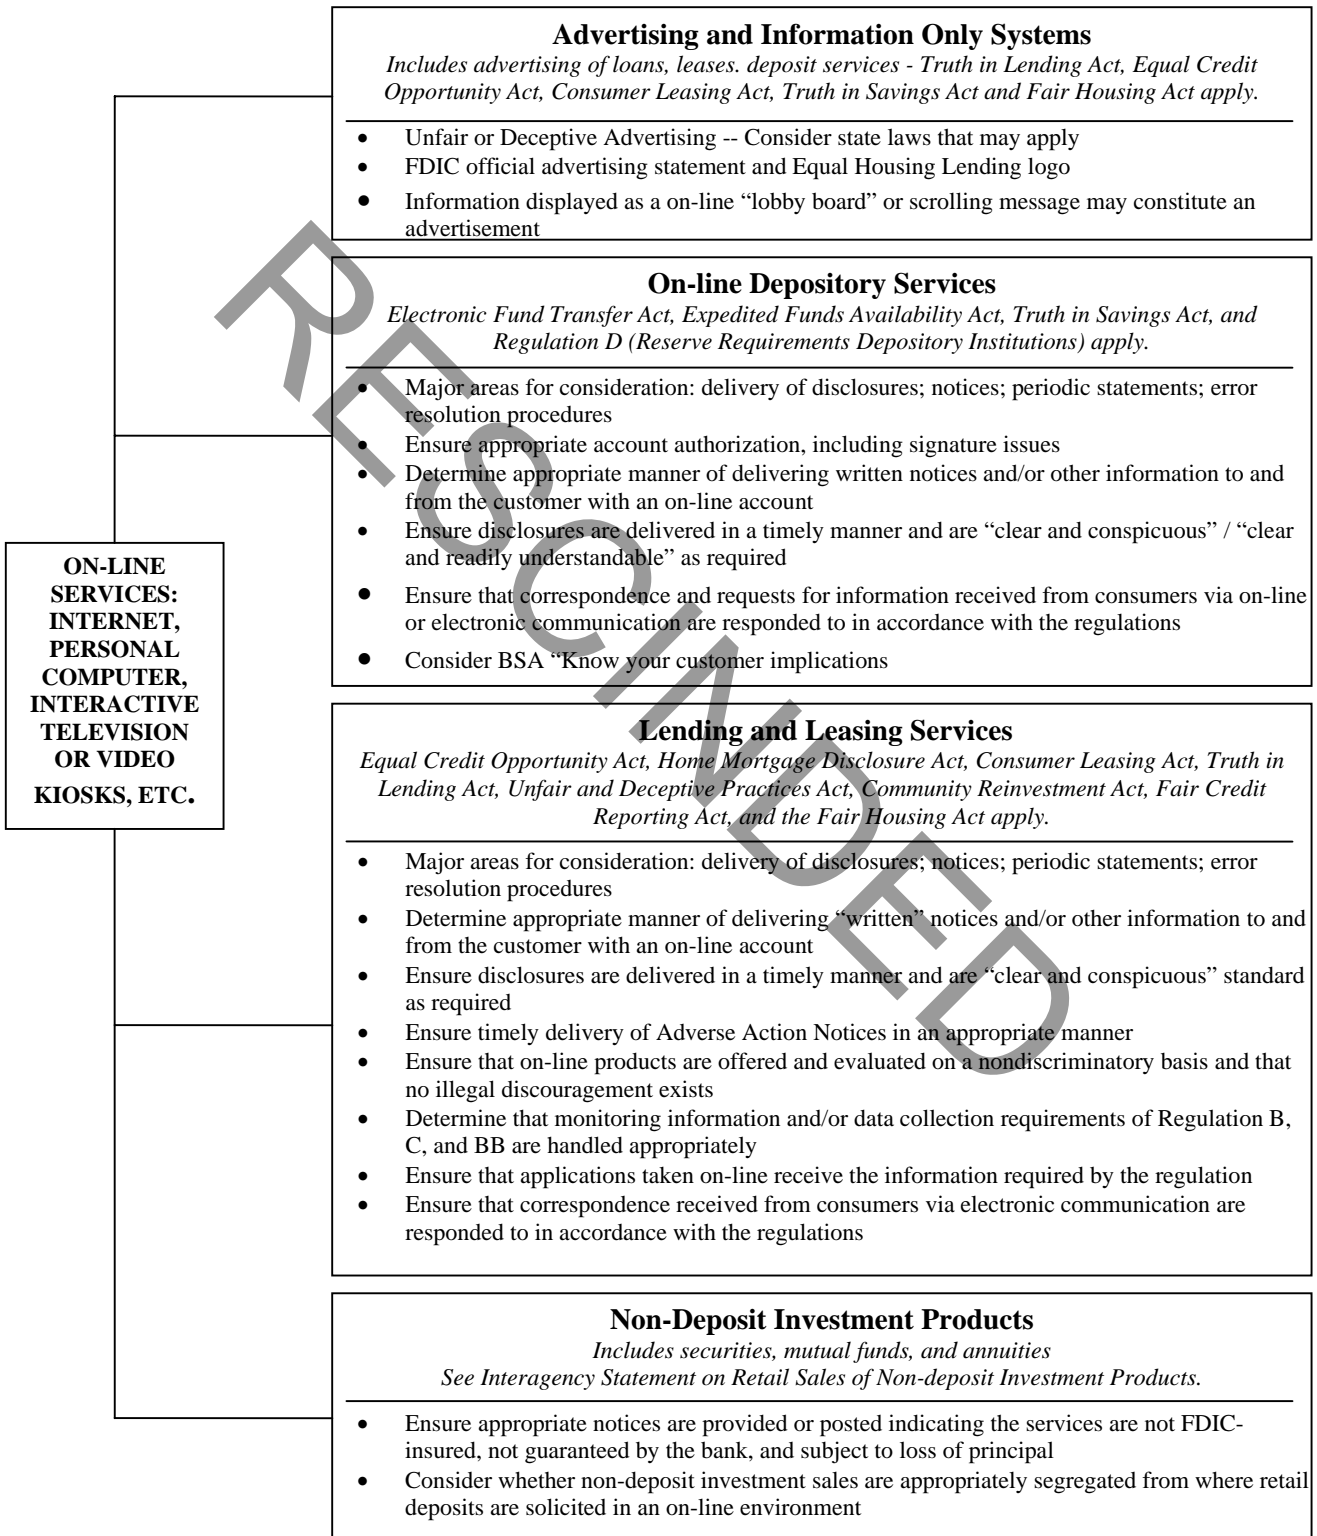 Advertising and Information Only Systems
Includes advertising of loans, leases. deposit services - Truth in Lending Act, Equal Credit
Opportunity Act, Consumer Leasing Act, Truth in Savings Act and Fair Housing Act apply.
• Unfair or Deceptive Advertising -- Consider state laws that may apply
• FDIC official advertising statement and Equal Housing Lending logo
• Information displayed as a on-line “lobby board” or scrolling message may constitute an
advertisement
On-line Depository Services
Electronic Fund Transfer Act, Expedited Funds Availability Act, Truth in Savings Act, and
Regulation D (Reserve Requirements Depository Institutions) apply.
• Major areas for consideration: delivery of disclosures; notices; periodic statements; error
resolution procedures
• Ensure appropriate account authorization, including signature issues
• Determine appropriate manner of delivering written notices and/or other information to and
from the customer with an on-line account
• Ensure disclosures are delivered in a timely manner and are “clear and conspicuous” / “clear
and readily understandable” as required
• Ensure that correspondence and requests for information received from consumers via on-line
or electronic communication are responded to in accordance with the regulations
• Consider BSA “Know your customer implications
ON-LINE
SERVICES:
INTERNET,
PERSONAL
COMPUTER,
INTERACTIVE
TELEVISION
OR VIDEO
KIOSKS, ETC.
Lending and Leasing Services
Equal Credit Opportunity Act, Home Mortgage Disclosure Act, Consumer Leasing Act, Truth in
Lending Act, Unfair and Deceptive Practices Act, Community Reinvestment Act, Fair Credit
Reporting Act, and the Fair Housing Act apply.
• Major areas for consideration: delivery of disclosures; notices; periodic statements; error
resolution procedures
• Determine appropriate manner of delivering “written” notices and/or other information to and
from the customer with an on-line account
• Ensure disclosures are delivered in a timely manner and are “clear and conspicuous” standard
as required
• Ensure timely delivery of Adverse Action Notices in an appropriate manner
• Ensure that on-line products are offered and evaluated on a nondiscriminatory basis and that
no illegal discouragement exists
• Determine that monitoring information and/or data collection requirements of Regulation B,
C, and BB are handled appropriately
• Ensure that applications taken on-line receive the information required by the regulation
• Ensure that correspondence received from consumers via electronic communication are
responded to in accordance with the regulations
Non-Deposit Investment Products
Includes securities, mutual funds, and annuities
See Interagency Statement on Retail Sales of Non-deposit Investment Products.
• Ensure appropriate notices are provided or posted indicating the services are not FDIC-
insured, not guaranteed by the bank, and subject to loss of principal
• Consider whether non-deposit investment sales are appropriately segregated from where retail
deposits are solicited in an on-line environment
RESCINDED